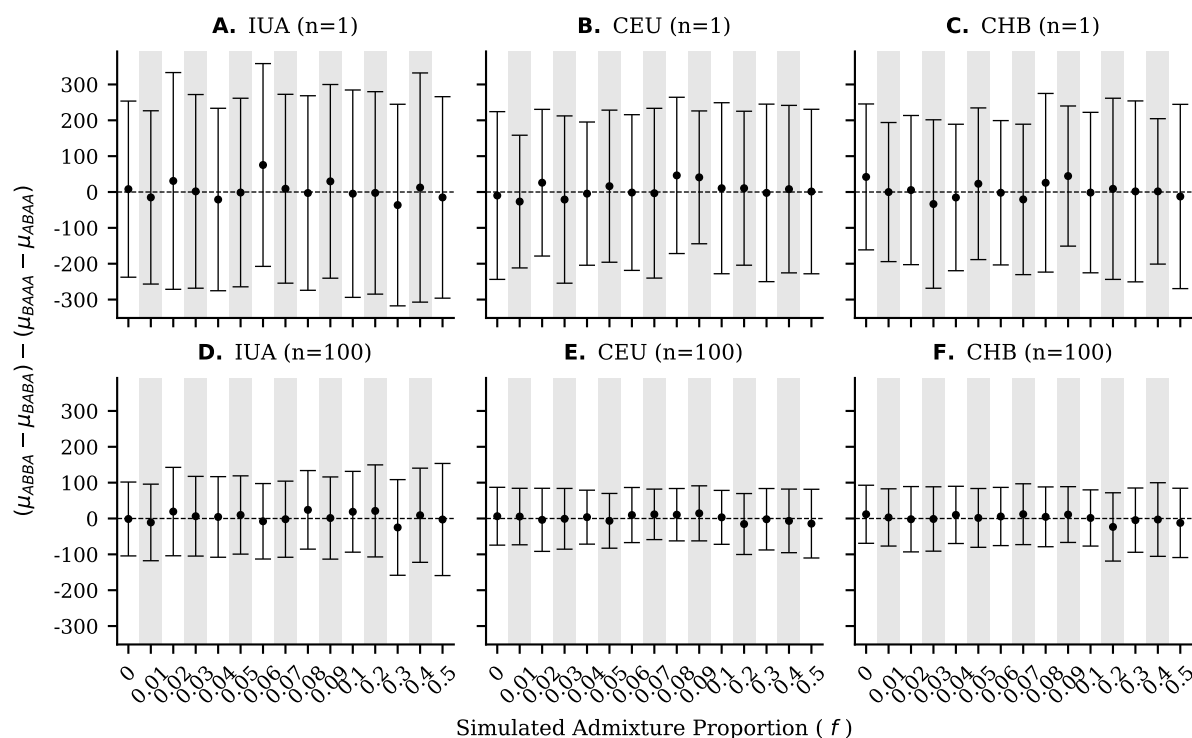 A. IUA (n=1)
B. CEU (n=1)
C. CHB (n=1)
300
200
100
0
-100
-200
-300
D. IUA (n=100)
E. CEU (n=100)
F. CHB (n=100)
300
200
100
0
-100
-200
-300
(μABBA − μBABA) − (μBAAA − μABAA)
0 0.01 0.02 0.03 0.04 0.05 0.06 0.07 0.08 0.09 0.1 0.2 0.3 0.4 0.5
0 0.01 0.02 0.03 0.04 0.05 0.06 0.07 0.08 0.09 0.1 0.2 0.3 0.4 0.5
0 0.01 0.02 0.03 0.04 0.05 0.06 0.07 0.08 0.09 0.1 0.2 0.3 0.4 0.5
Simulated Admixture Proportion ( f )